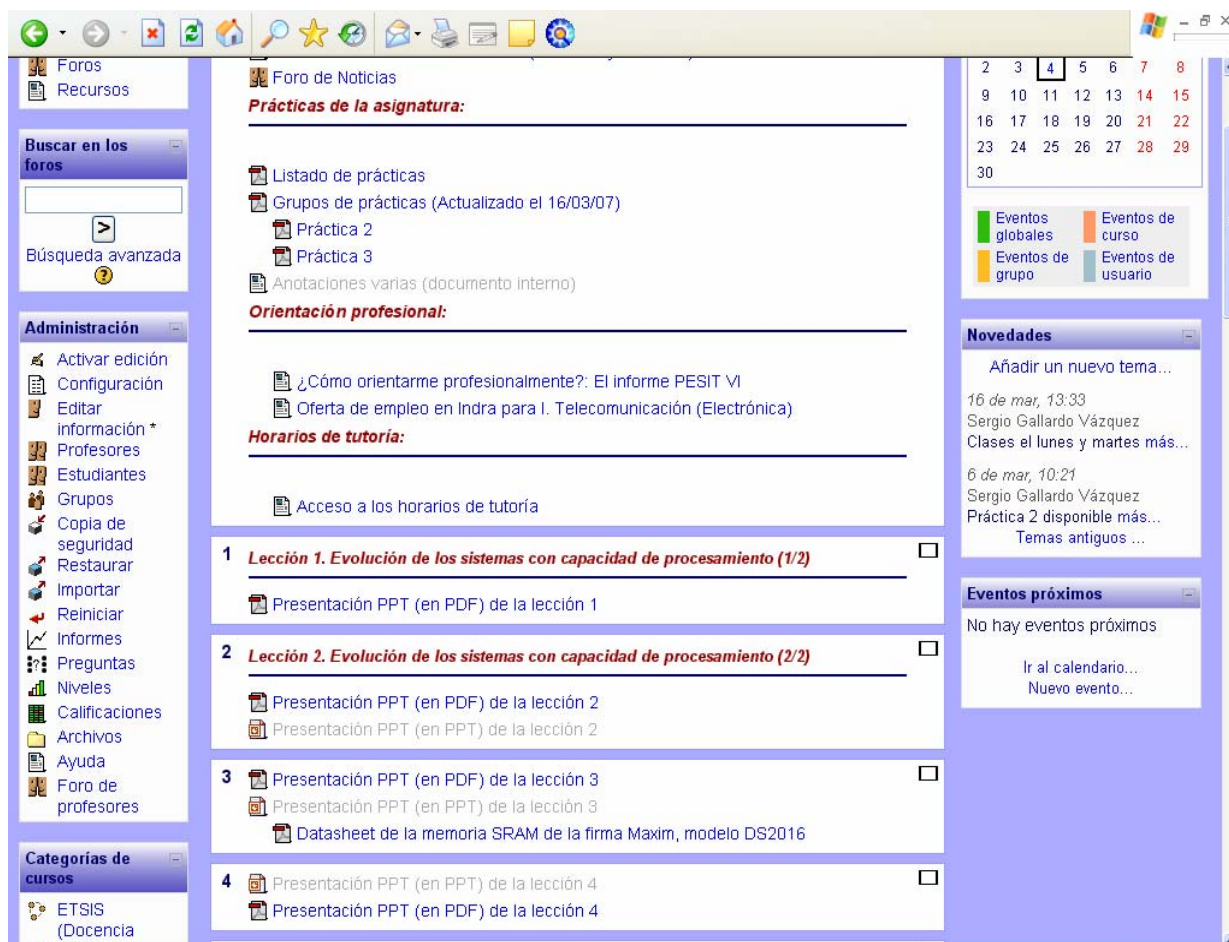 Foros
Recursos
Buscar en los
foros
>
Búsqueda avanzada
?
Administración
Activar edición
Configuración
Editar
información *
Profesores
Estudiantes
Grupos
Copia de
seguridad
Restaurar
Importar
Reiniciar
Informes
Preguntas
Niveles
Calificaciones
Archivos
Ayuda
Foro de
profesores
Categorías de
cursos
ETSIS
(Docencia
Foro de Noticias
Prácticas de la asignatura:
Listado de prácticas
Grupos de prácticas (Actualizado el 16/03/07)
Práctica 2
Práctica 3
Anotaciones varias (documento interno)
Orientación profesional:
¿Cómo orientarme profesionalmente?: El informe PESIT VI
Oferta de empleo en Indra para I. Telecomunicación (Electrónica)
Horarios de tutoría:
Acceso a los horarios de tutoría
1 Lección 1. Evolución de los sistemas con capacidad de procesamiento (1/2)
Presentación PPT (en PDF) de la lección 1
2 Lección 2. Evolución de los sistemas con capacidad de procesamiento (2/2)
Presentación PPT (en PDF) de la lección 2
Presentación PPT (en PPT) de la lección 2
3 Presentación PPT (en PDF) de la lección 3
Presentación PPT (en PPT) de la lección 3
Datasheet de la memoria SRAM de la firma Maxim, modelo DS2016
4 Presentación PPT (en PPT) de la lección 4
Presentación PPT (en PDF) de la lección 4
2 3 4 5 6 7 8
9 10 11 12 13 14 15
16 17 18 19 20 21 22
23 24 25 26 27 28 29
30
Eventos globales
Eventos de curso
Eventos de grupo
Eventos de usuario
Novedades
Añadir un nuevo tema...
16 de mar, 13:33
Sergio Gallardo Vázquez
Clases el lunes y martes más...
6 de mar, 10:21
Sergio Gallardo Vázquez
Práctica 2 disponible más...
Temas antiguos ...
Eventos próximos
No hay eventos próximos
Ir al calendario...
Nuevo evento...